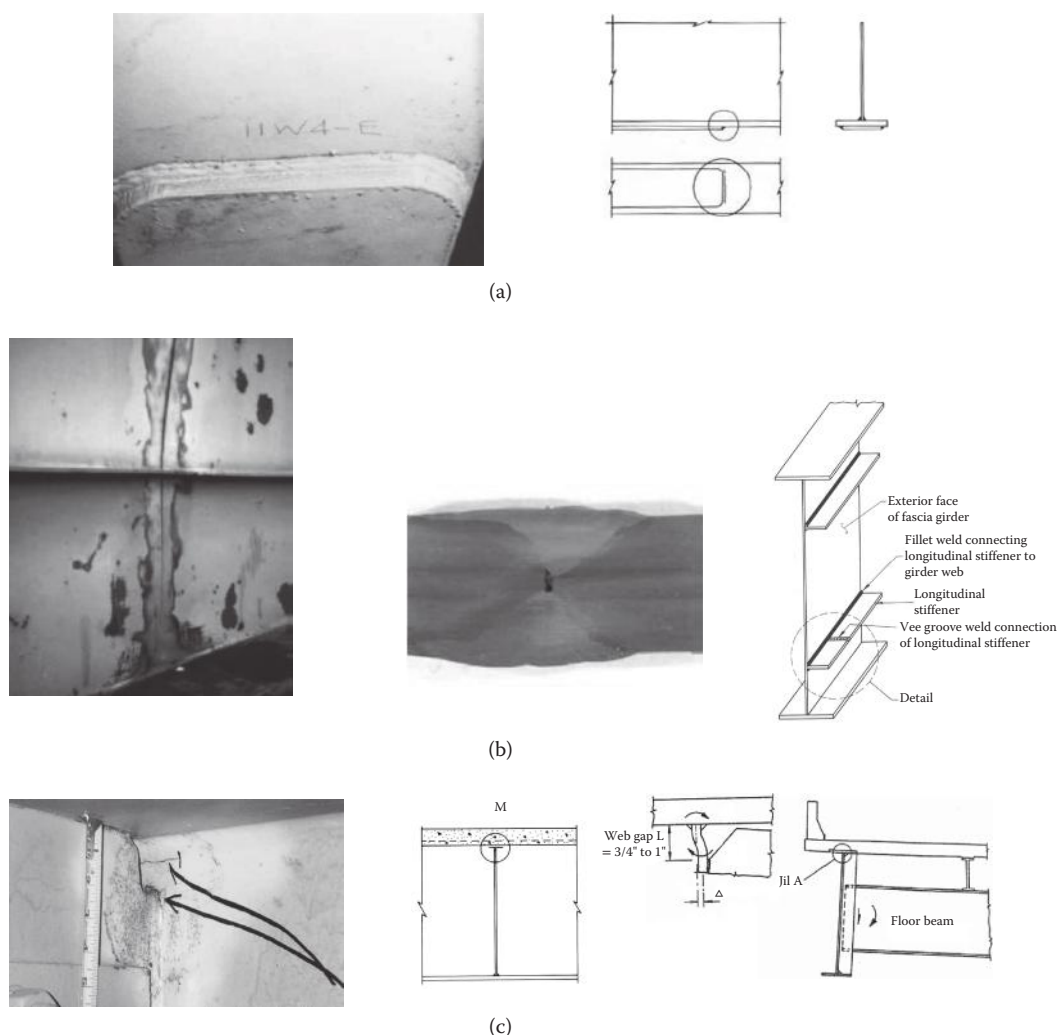 11W4-E
(a)
Exterior face
of fascia girder
Fillet weld connecting
longitudinal stiffener to
girder web
Longitudinal
stiffener
Vee groove weld connection
of longitudinal stiffener
Detail
(b)
M
Web gap L
= 3/4" to 1"
Δ
Jil A
Floor beam
(c)